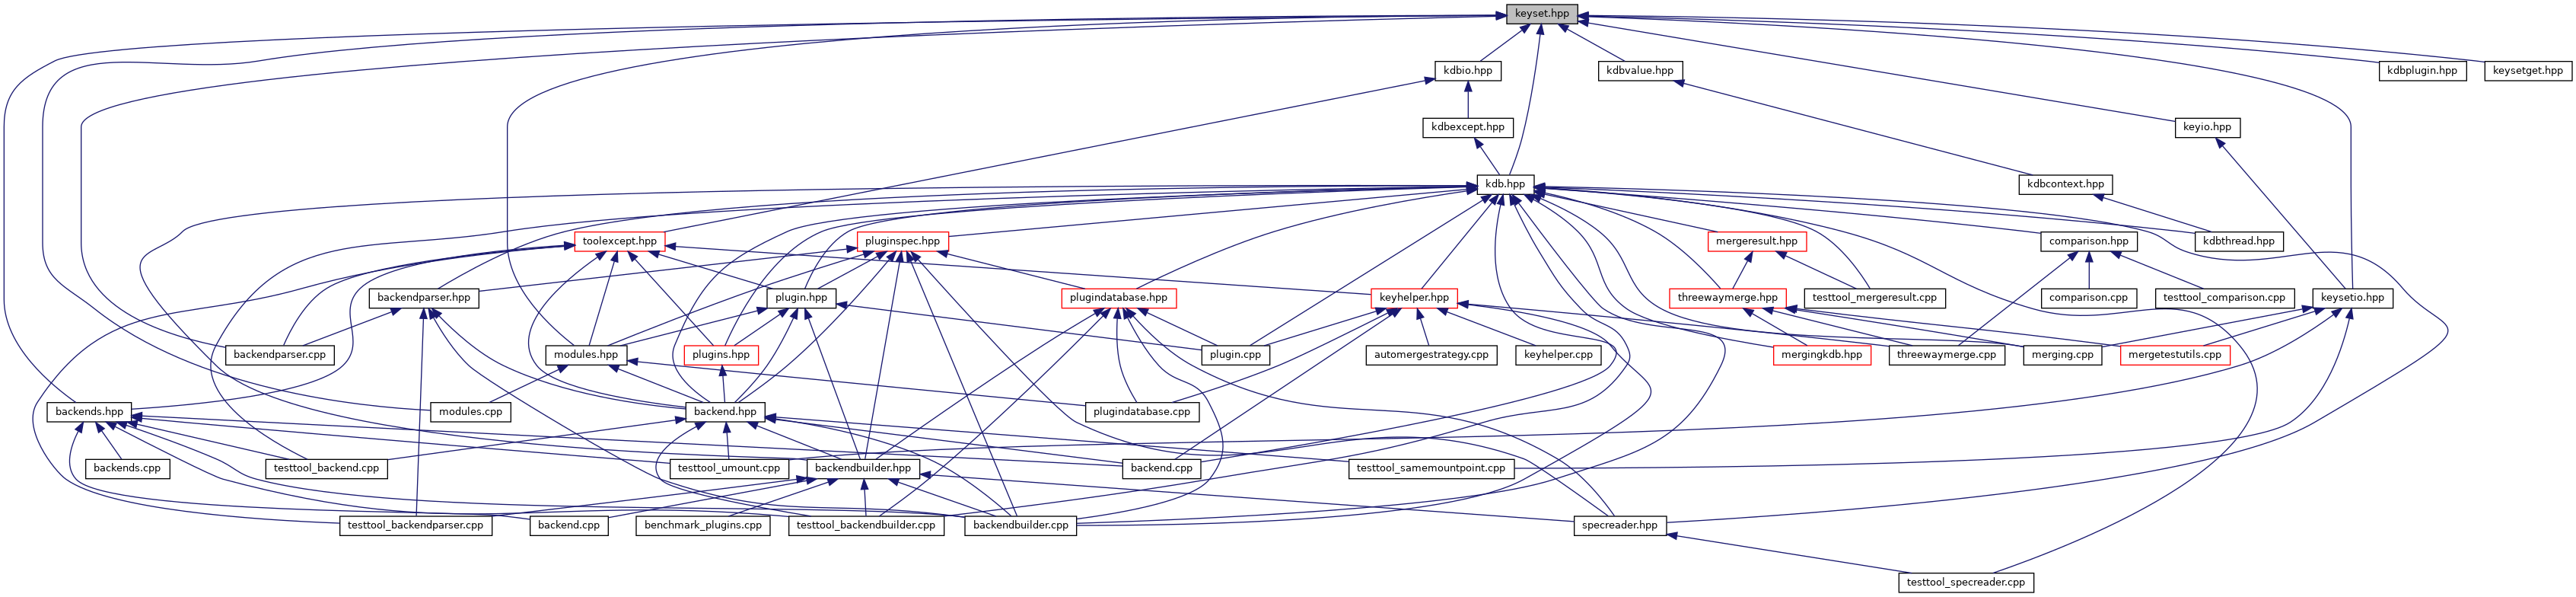 keyset.hpp
kdbio.hpp
kdbvalue.hpp
kdbplugin.hpp
keysetget.hpp
kdbexcept.hpp
keyio.hpp
kdb.hpp
kdbcontext.hpp
toolexcept.hpp
pluginspec.hpp
mergeresult.hpp
comparison.hpp
kdbthread.hpp
backendparser.hpp
plugin.hpp
plugindatabase.hpp
keyhelper.hpp
threewaymerge.hpp
testtool_mergeresult.cpp
comparison.cpp
testtool_comparison.cpp
keysetio.hpp
backendparser.cpp
modules.hpp
plugins.hpp
plugin.cpp
automergestrategy.cpp
keyhelper.cpp
mergingkdb.hpp
threewaymerge.cpp
merging.cpp
mergetestutils.cpp
backends.hpp
modules.cpp
backend.hpp
plugindatabase.cpp
backends.cpp
testtool_backend.cpp
testtool_umount.cpp
backendbuilder.hpp
backend.cpp
testtool_samemountpoint.cpp
testtool_backendparser.cpp
backend.cpp
benchmark_plugins.cpp
testtool_backendbuilder.cpp
backendbuilder.cpp
specreader.hpp
testtool_specreader.cpp